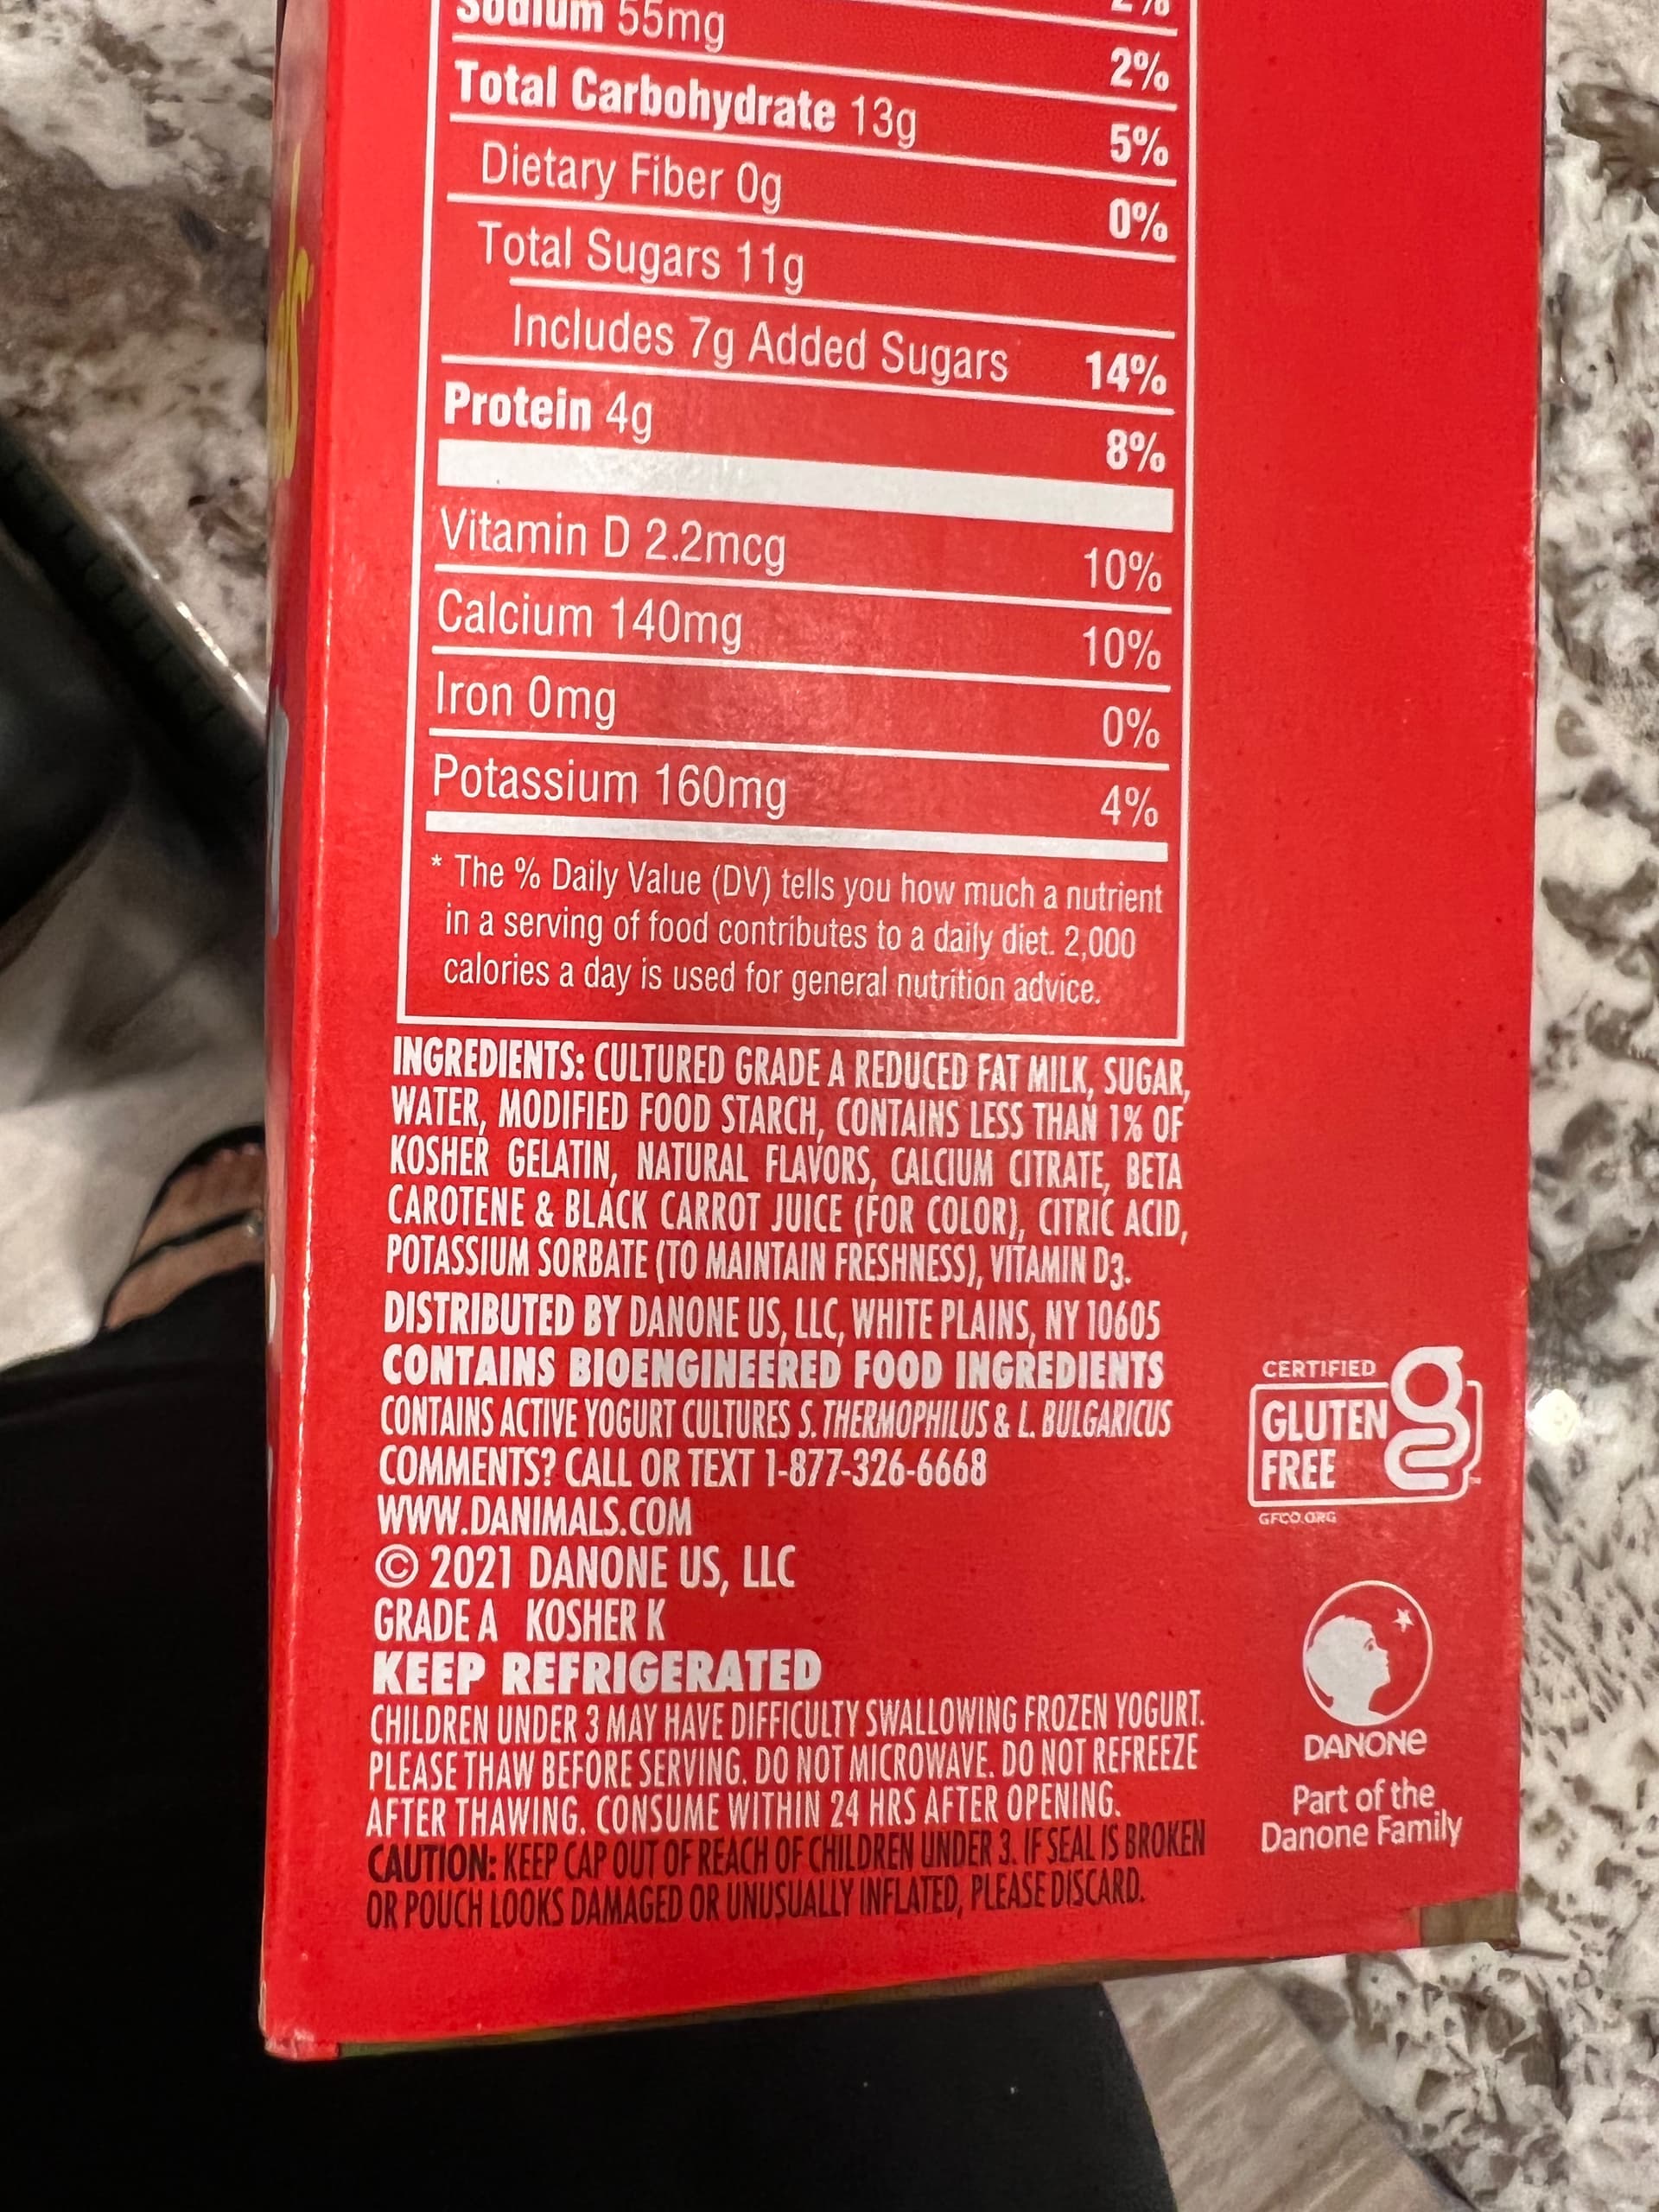 Sodium 55mg 2%
Total Carbohydrate 13g 5%
Dietary Fiber 0g 0%
Total Sugars 11g
Includes 7g Added Sugars 14%
Protein 4g 8%
Vitamin D 2.2mcg 10%
Calcium 140mg 10%
Iron 0mg 0%
Potassium 160mg 4%
* The % Daily Value (DV) tells you how much a nutrient
in a serving of food contributes to a daily diet. 2,000
calories a day is used for general nutrition advice.
INGREDIENTS: CULTURED GRADE A REDUCED FAT MILK, SUGAR,
WATER, MODIFIED FOOD STARCH, CONTAINS LESS THAN 1% OF
KOSHER GELATIN, NATURAL FLAVORS, CALCIUM CITRATE, BETA
CAROTENE & BLACK CARROT JUICE (FOR COLOR), CITRIC ACID,
POTASSIUM SORBATE (TO MAINTAIN FRESHNESS), VITAMIN D3.
DISTRIBUTED BY DANONE US, LLC, WHITE PLAINS, NY 10605
CONTAINS BIOENGINEERED FOOD INGREDIENTS
CONTAINS ACTIVE YOGURT CULTURES S. THERMOPHILUS & L. BULGARICUS
COMMENTS? CALL OR TEXT 1-877-326-6668
WWW.DANIMALS.COM
© 2021 DANONE US, LLC
GRADE A KOSHER K
KEEP REFRIGERATED
CHILDREN UNDER 3 MAY HAVE DIFFICULTY SWALLOWING FROZEN YOGURT.
PLEASE THAW BEFORE SERVING. DO NOT MICROWAVE. DO NOT REFREEZE
AFTER THAWING. CONSUME WITHIN 24 HRS AFTER OPENING.
CAUTION: KEEP CAP OUT OF REACH OF CHILDREN UNDER 3. IF SEAL IS BROKEN
OR POUCH LOOKS DAMAGED OR UNUSUALLY INFLATED, PLEASE DISCARD.
CERTIFIED
GLUTEN
FREE
GFCO.ORG
DANONE
Part of the
Danone Family